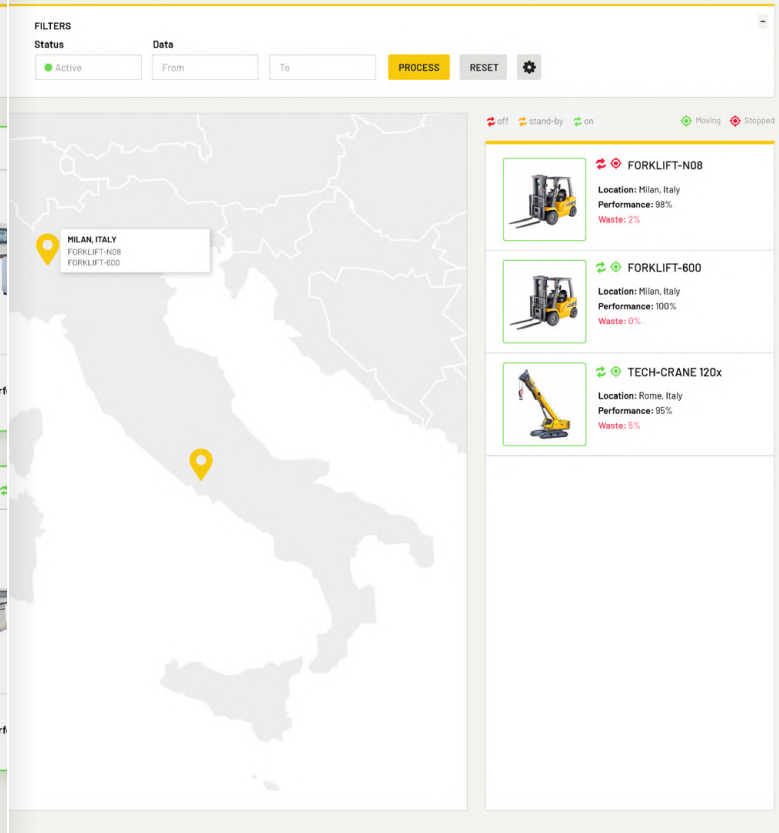 FILTERS
Status Data
Active From To PROCESS RESET
off stand-by on Moving Stopped
MILAN, ITALY
FORKLIFT-N08
FORKLIFT-600
FORKLIFT-N08
Location: Milan, Italy
Performance: 98%
Waste: 2%
FORKLIFT-600
Location: Milan, Italy
Performance: 100%
Waste: 0%
TECH-CRANE 120x
Location: Rome, Italy
Performance: 95%
Waste: 5%